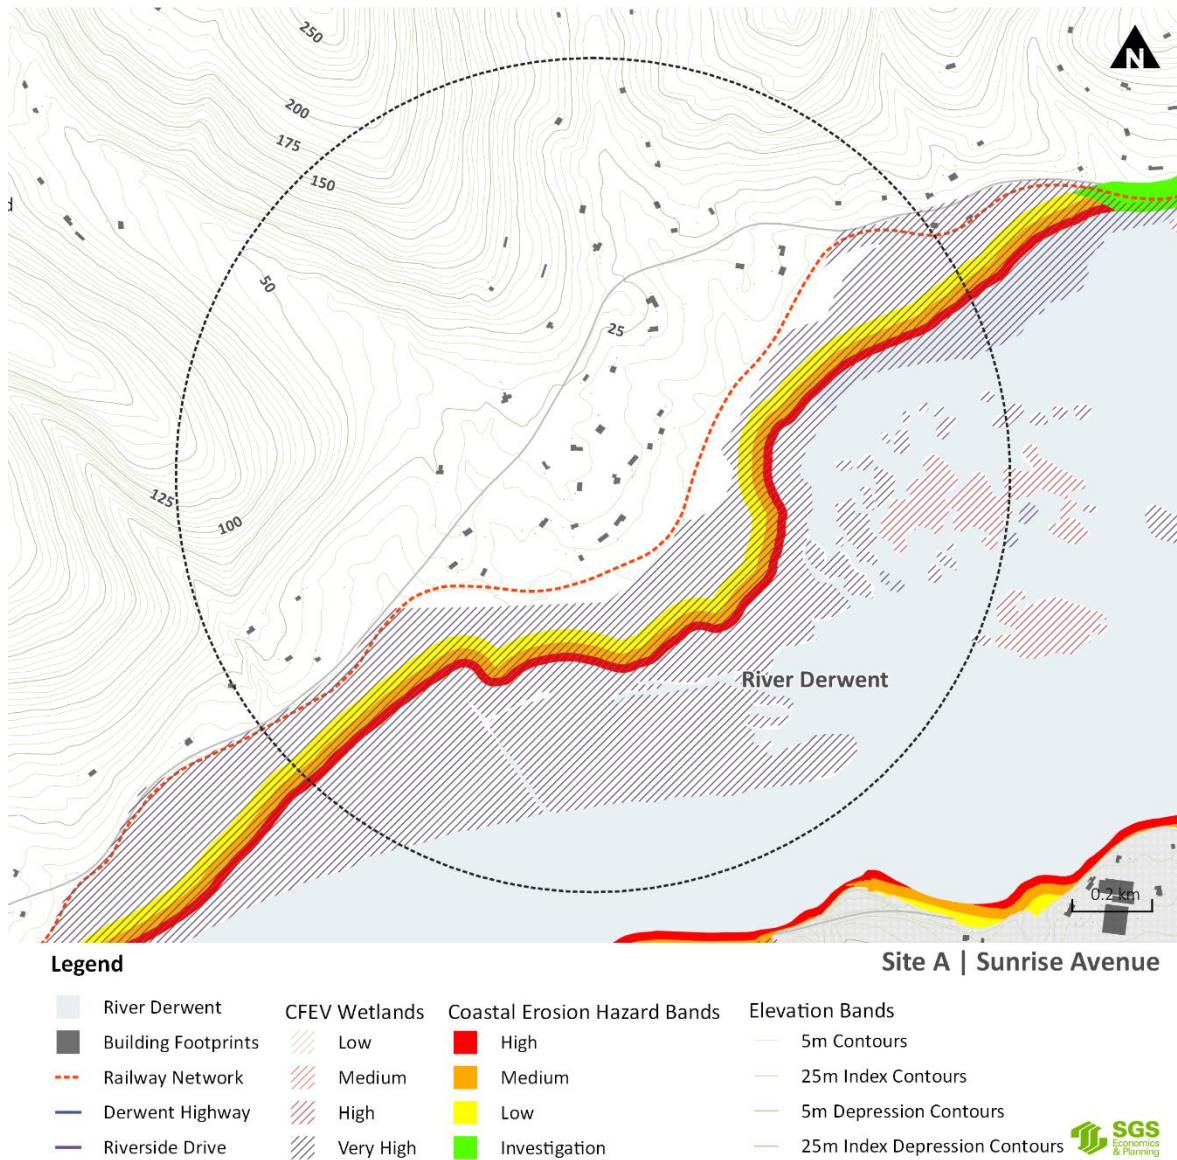 250
N
200
175
150
d
50
25
125
100
River Derwent
0.2 km
Legend
Site A | Sunrise Avenue
River Derwent
Building Footprints
Railway Network
Derwent Highway
Riverside Drive
CFEV Wetlands
Low
Medium
High
Very High
Coastal Erosion Hazard Bands
High
Medium
Low
Investigation
Elevation Bands
5m Contours
25m Index Contours
5m Depression Contours
25m Index Depression Contours
SGS
Economics
& Planning